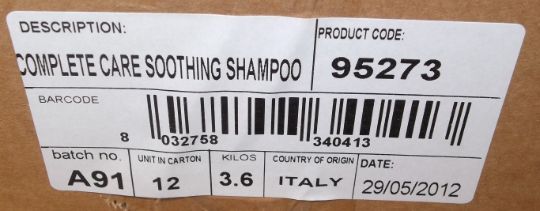 DESCRIPTION:
COMPLETE CARE SOOTHING SHAMPOO
PRODUCT CODE:
95273
BARCODE
8 032758 340413
batch no.
A91
UNIT IN CARTON
12
KILOS
3.6
COUNTRY OF ORIGIN
ITALY
DATE:
29/05/2012